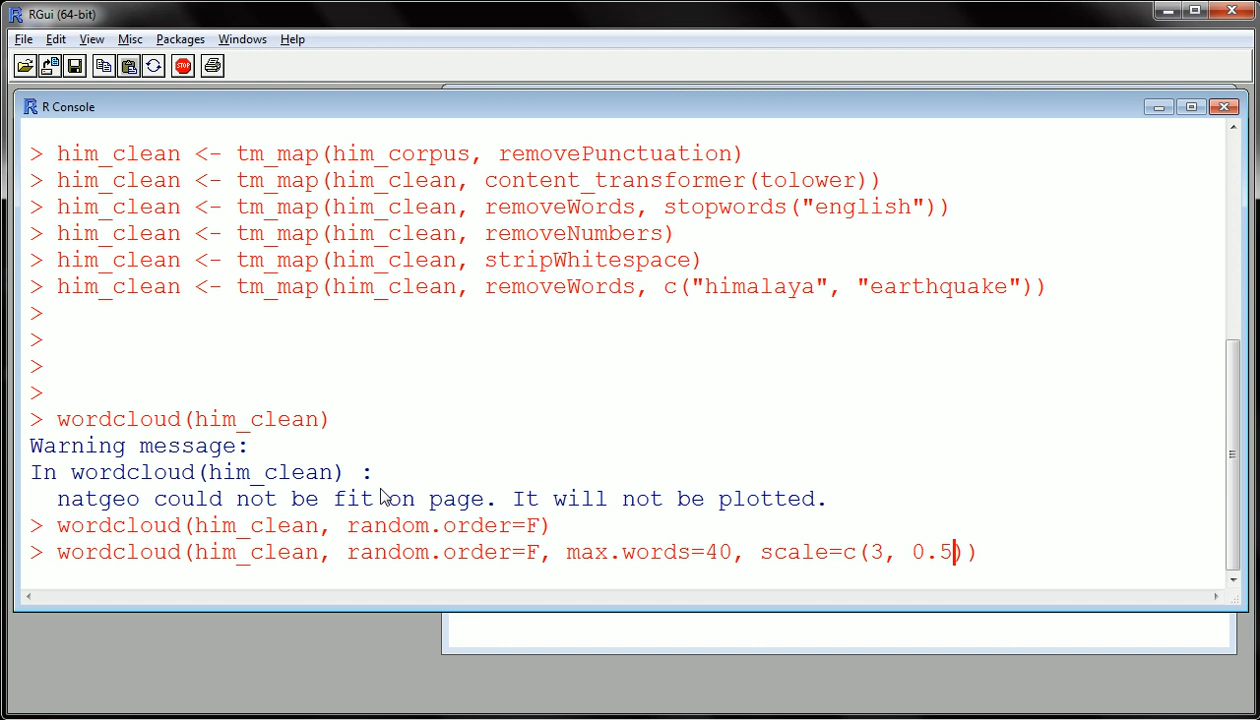 RGui (64-bit)
File Edit View Misc Packages Windows Help
STOP
R Console
> him_clean <- tm_map(him_corpus, removePunctuation)
> him_clean <- tm_map(him_clean, content_transformer(tolower))
> him_clean <- tm_map(him_clean, removeWords, stopwords("english"))
> him_clean <- tm_map(him_clean, removeNumbers)
> him_clean <- tm_map(him_clean, stripWhitespace)
> him_clean <- tm_map(him_clean, removeWords, c("himalaya", "earthquake"))
>
>
>
>
> wordcloud(him_clean)
Warning message:
In wordcloud(him_clean) :
  natgeo could not be fit on page. It will not be plotted.
> wordcloud(him_clean, random.order=F)
> wordcloud(him_clean, random.order=F, max.words=40, scale=c(3, 0.5))